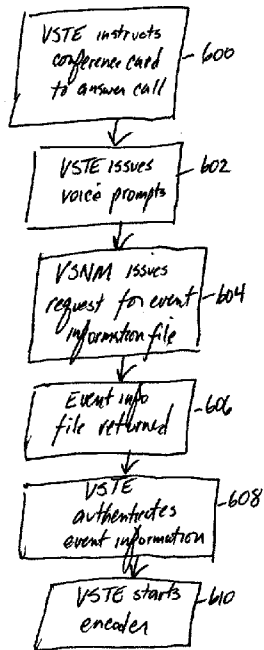 VSTE instructs
conference card
to answer call
600
VSTE issues
voice prompts
602
VSNM issues
request for event
information file
604
Event info
file returned
606
VSTE
authenticates
event information
608
VSTE starts
encoder
610